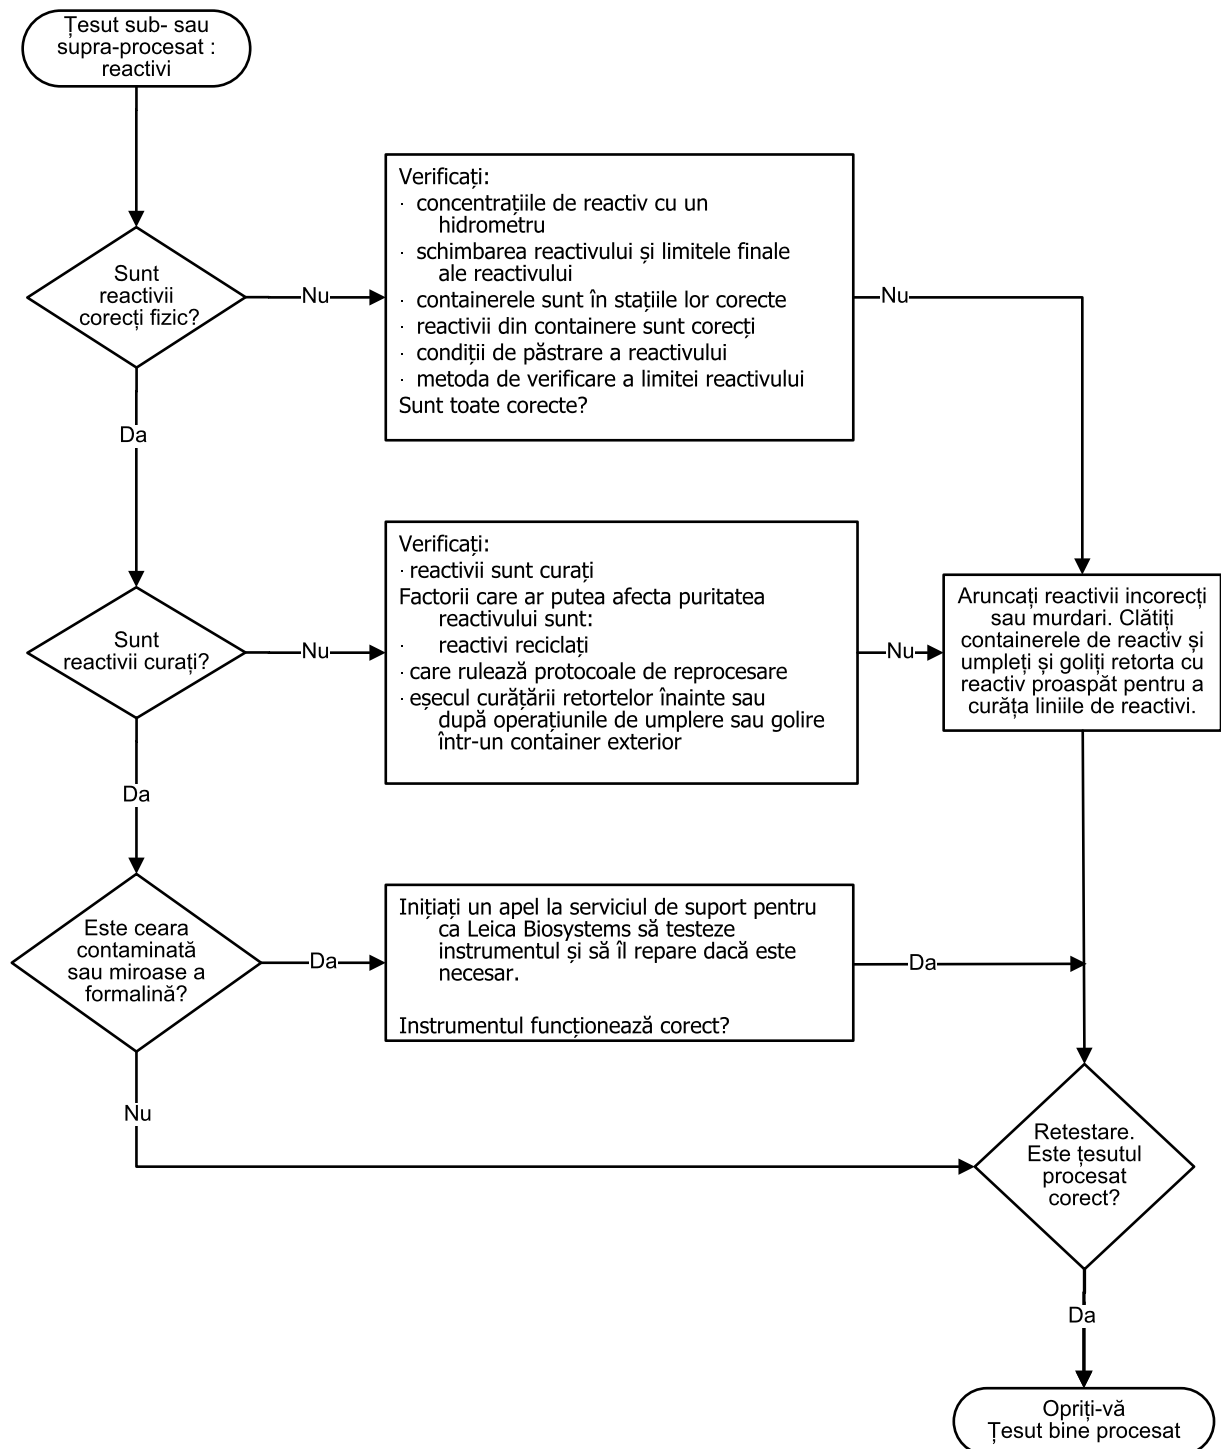 Țesut sub- sau
supra-procesat :
reactivi
Sunt
reactivii
corecți fizic?
Nu
Verificați:
· concentrațiile de reactiv cu un
hidrometru
· schimbarea reactivului și limitele finale
ale reactivului
· containerele sunt în stațiile lor corecte
· reactivii din containere sunt corecți
· condiții de păstrare a reactivului
· metoda de verificare a limitei reactivului
Sunt toate corecte?
Nu
Da
Sunt
reactivii curați?
Nu
Verificați:
· reactivii sunt curați
Factorii care ar putea afecta puritatea
reactivului sunt:
· reactivi reciclați
· care rulează protocoale de reprocesare
· eșecul curățării retortelor înainte sau
după operațiunile de umplere sau golire
într-un container exterior
Nu
Aruncați reactivii incorecți
sau murdari. Clătiți
containerele de reactiv și
umpleți și goliți retorta cu
reactiv proaspăt pentru a
curăța liniile de reactivi.
Da
Este ceara
contaminată
sau miroase a
formalină?
Da
Inițiați un apel la serviciul de suport pentru
ca Leica Biosystems să testeze
instrumentul și să îl repare dacă este
necesar.
Instrumentul funcționează corect?
Da
Nu
Retestare.
Este țesutul
procesat
corect?
Da
Opriți-vă
Țesut bine procesat